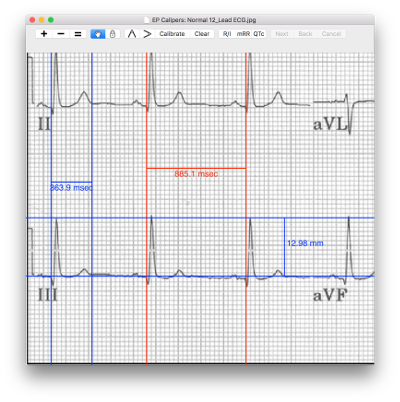 EP Calipers: Normal 12_Lead ECG.jpg
Calibrate Clear R/I mRR QTc Next Back Cancel
II aVL
885.1 msec
363.9 msec
12.98 mm
III aVF